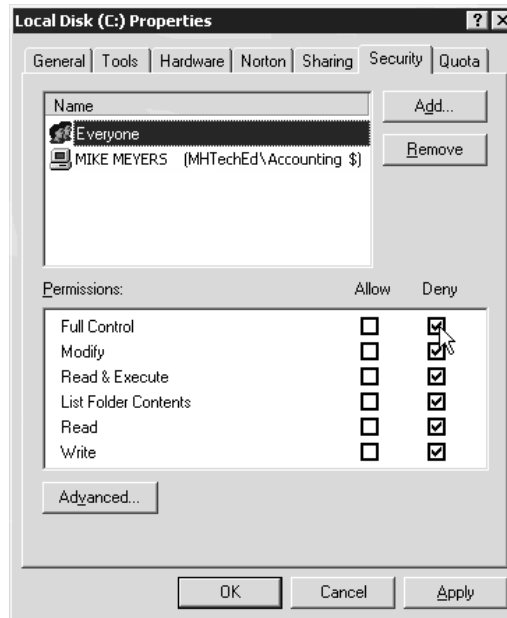 Local Disk (C:) Properties
General Tools Hardware Norton Sharing Security Quota
Name
Add...
Everyone
MIKE MEYERS (MHTechEd\Accounting $)
Remove
Permissions: Allow Deny
Full Control
Modify
Read & Execute
List Folder Contents
Read
Write
Advanced...
OK Cancel Apply